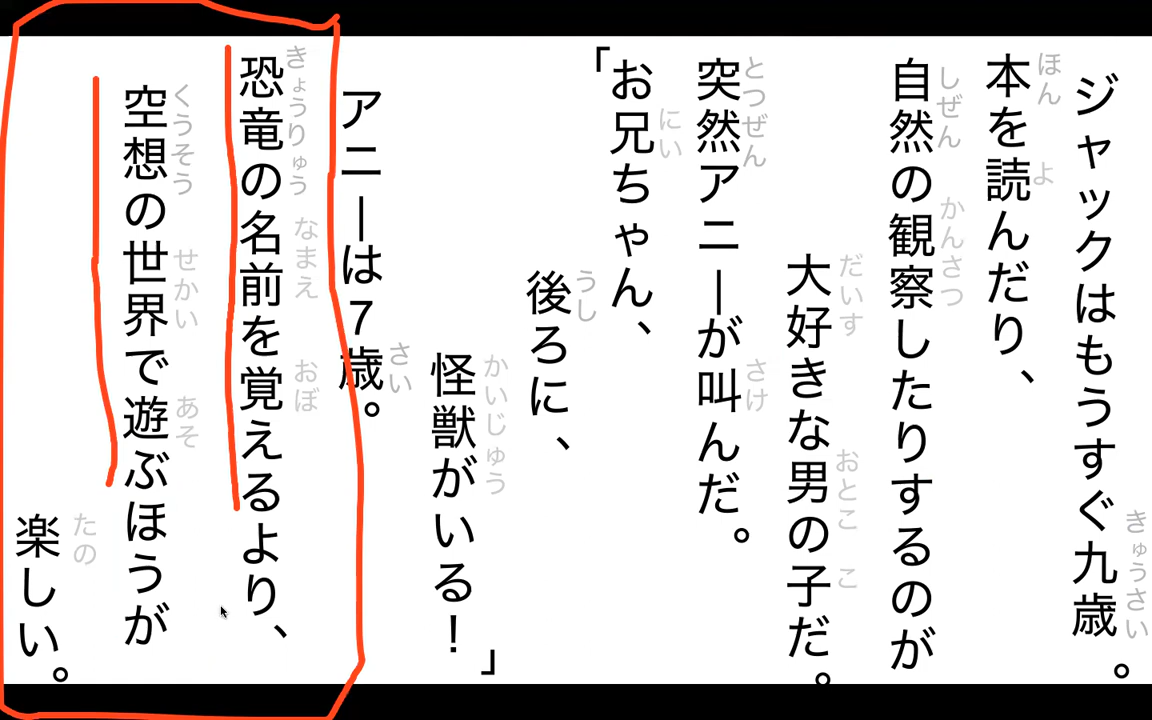 ジャックはもうすぐ九歳。
本を読んだり、
自然の観察したりするのが
大好きな男の子だ。
突然アニーが叫んだ。
「お兄ちゃん、
後ろに、
怪獣がいる!」
アニーは7歳。
恐竜の名前を覚えるより、
空想の世界で遊ぶほうが
楽しい。